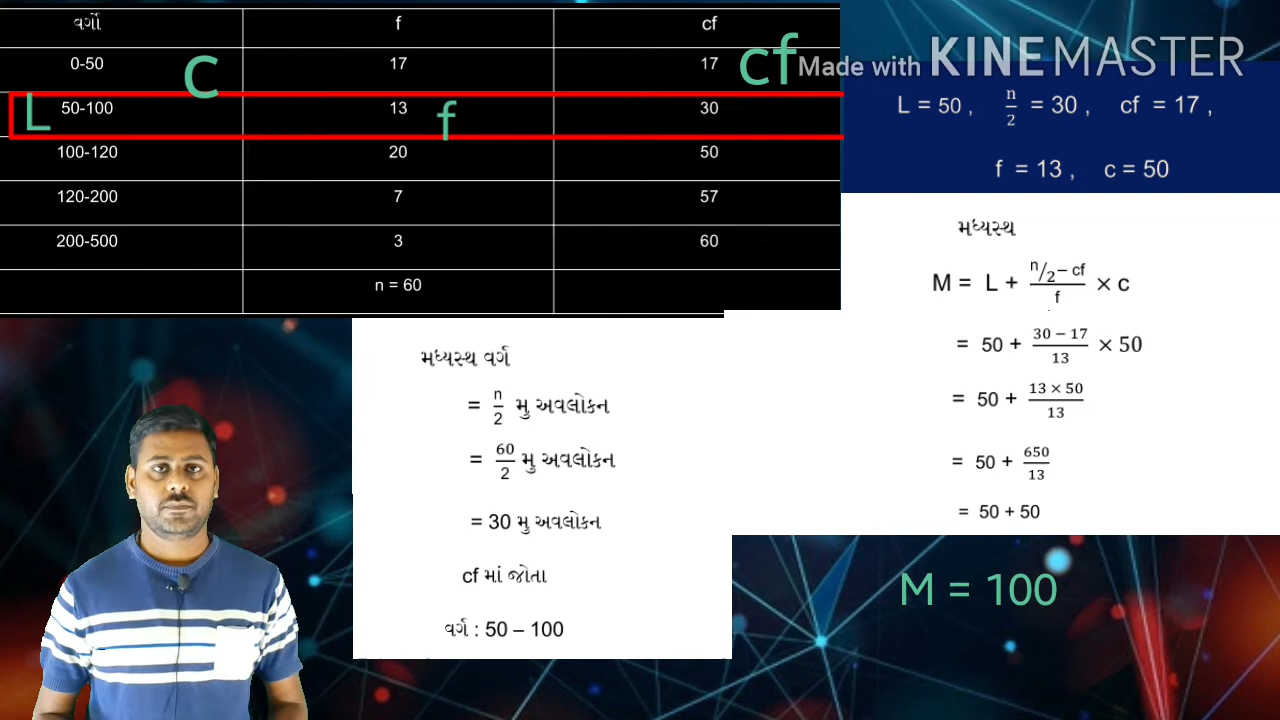 વર્ગો f cf
0-50 17 17
50-100 13 30
100-120 20 50
120-200 7 57
200-500 3 60
n = 60
L
c
f
cf
Made with KINEMASTER
L = 50 , n/2 = 30 , cf = 17 ,
f = 13 , c = 50
મધ્યસ્થ વર્ગ
= n/2 મુ અવલોકન
= 60/2 મુ અવલોકન
= 30 મુ અવલોકન
cf માં જોતા
વર્ગ : 50 – 100
મધ્યસ્થ
M = L + (n/2 – cf)/f × c
= 50 + (30 – 17)/13 × 50
= 50 + (13 × 50)/13
= 50 + 650/13
= 50 + 50
M = 100